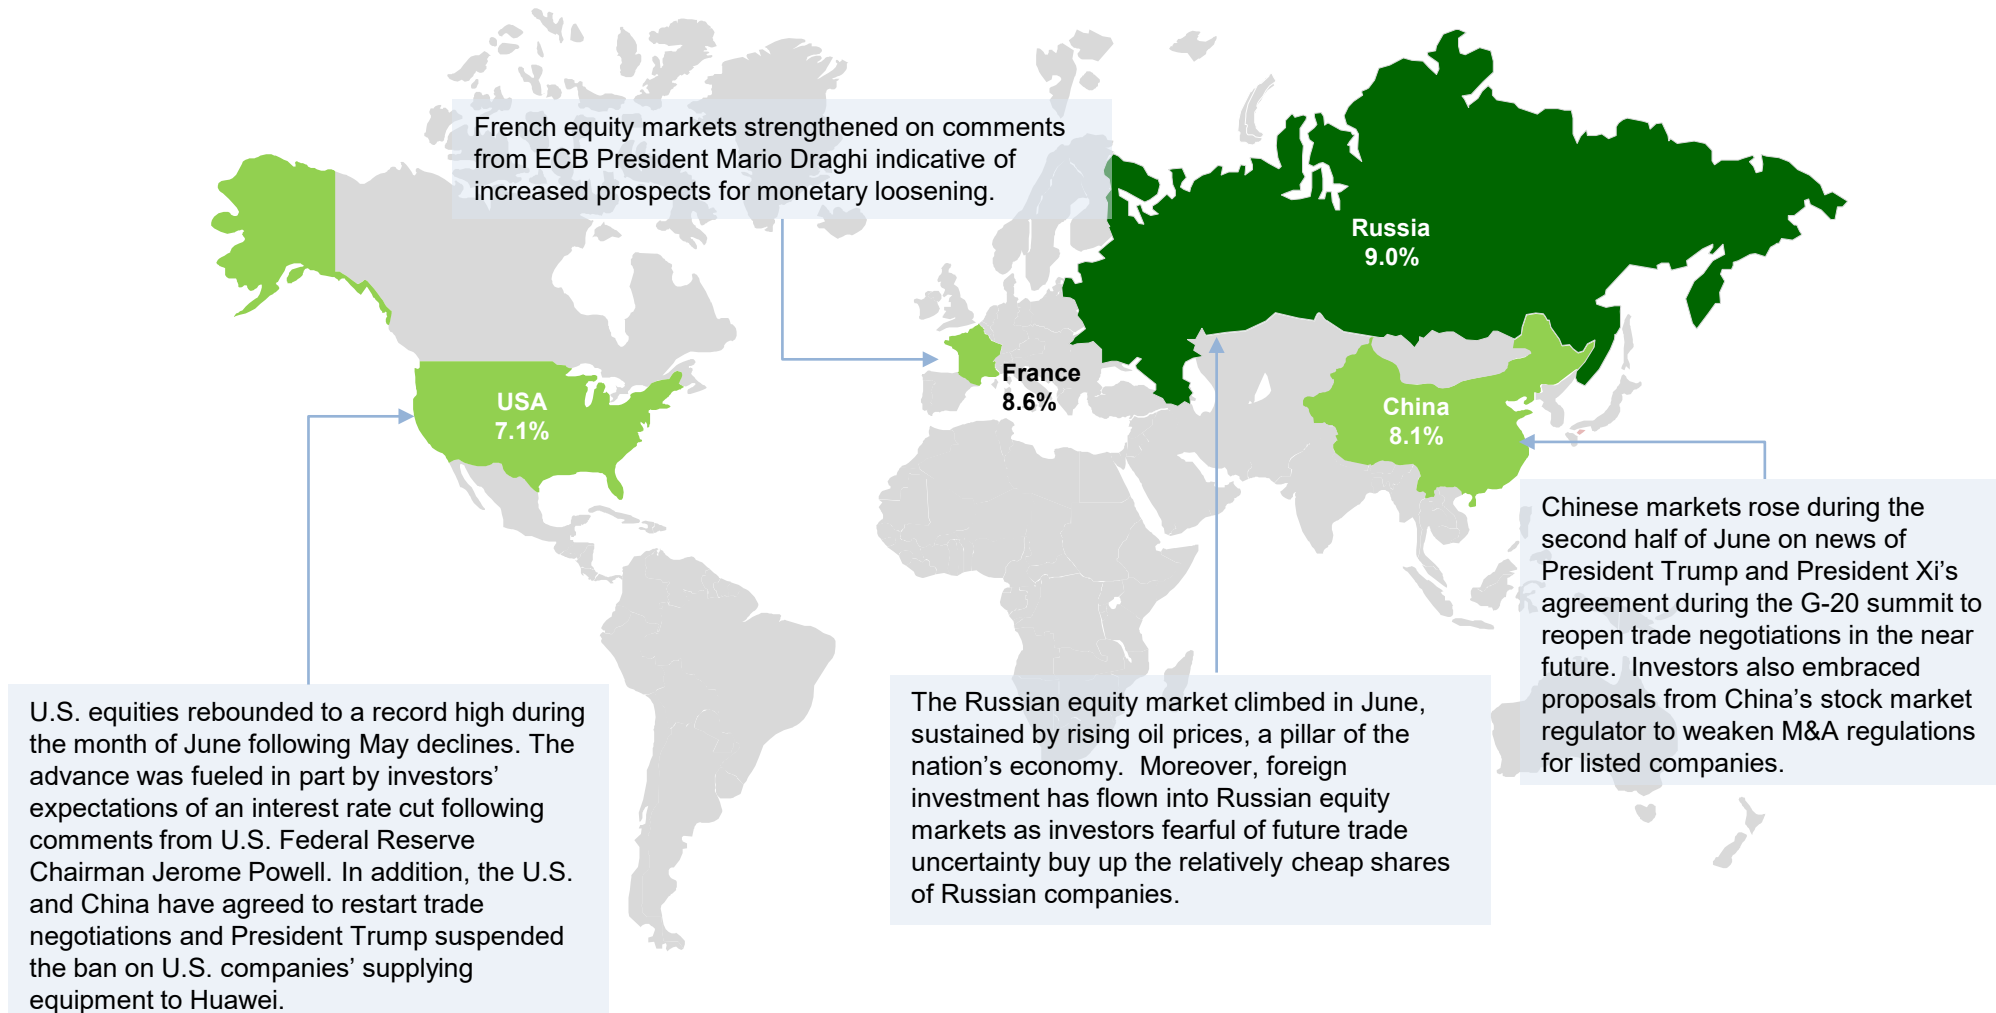 French equity markets strengthened on comments
from ECB President Mario Draghi indicative of
increased prospects for monetary loosening.
Russia
9.0%
France
8.6%
USA
7.1%
China
8.1%
Chinese markets rose during the
second half of June on news of
President Trump and President Xi’s
agreement during the G-20 summit to
reopen trade negotiations in the near
future.  Investors also embraced
proposals from China’s stock market
regulator to weaken M&A regulations
for listed companies.
U.S. equities rebounded to a record high during
the month of June following May declines. The
advance was fueled in part by investors’
expectations of an interest rate cut following
comments from U.S. Federal Reserve
Chairman Jerome Powell. In addition, the U.S.
and China have agreed to restart trade
negotiations and President Trump suspended
the ban on U.S. companies’ supplying
equipment to Huawei.
The Russian equity market climbed in June,
sustained by rising oil prices, a pillar of the
nation’s economy.  Moreover, foreign
investment has flown into Russian equity
markets as investors fearful of future trade
uncertainty buy up the relatively cheap shares
of Russian companies.